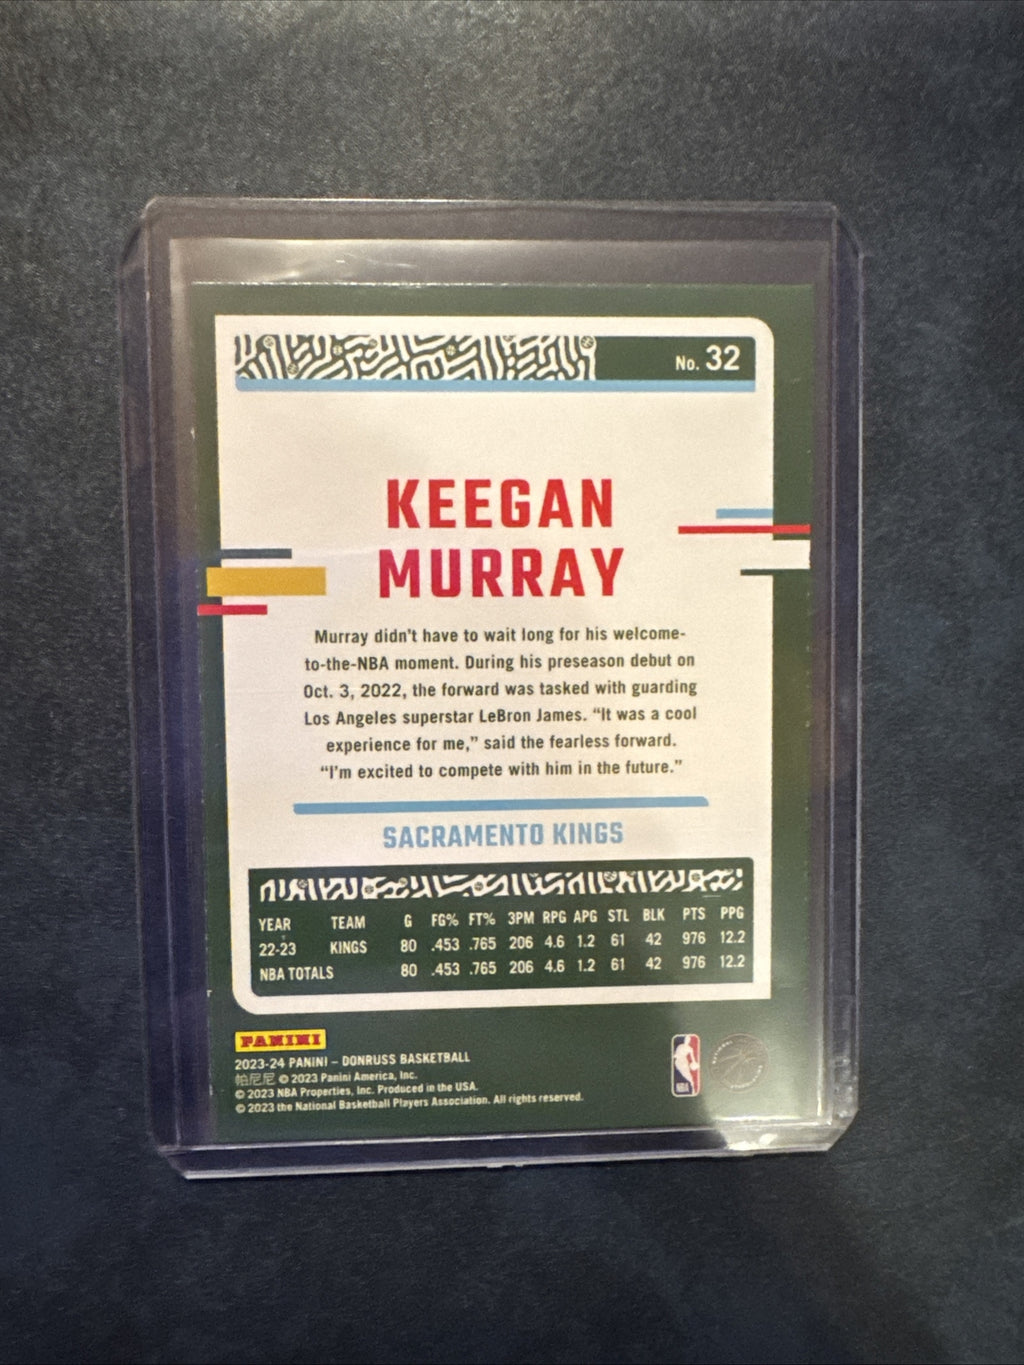 No. 32
KEEGAN
MURRAY
Murray didn't have to wait long for his welcome-
to-the-NBA moment. During his preseason debut on
Oct. 3, 2022, the forward was tasked with guarding
Los Angeles superstar LeBron James. “It was a cool
experience for me,” said the fearless forward.
“I'm excited to compete with him in the future.”
SACRAMENTO KINGS
YEAR TEAM G FG% FT% 3PM RPG APG STL BLK PTS PPG
22-23 KINGS 80 .453 .765 206 4.6 1.2 61 42 976 12.2
NBA TOTALS 80 .453 .765 206 4.6 1.2 61 42 976 12.2
PANINI
2023-24 PANINI – DONRUSS BASKETBALL
帕尼尼 © 2023 Panini America, Inc.
© 2023 NBA Properties, Inc. Produced in the USA.
© 2023 the National Basketball Players Association. All rights reserved.
NBA